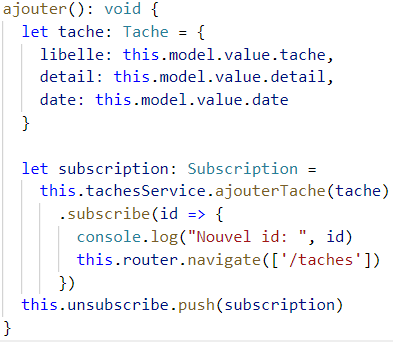 ajouter(): void {
let tache: Tache = {
libelle: this.model.value.tache,
detail: this.model.value.detail,
date: this.model.value.date
}
let subscription: Subscription =
this.tachesService.ajouterTache(tache)
.subscribe(id => {
console.log("Nouvel id: ", id)
this.router.navigate(['/taches'])
})
this.unsubscribe.push(subscription)
}